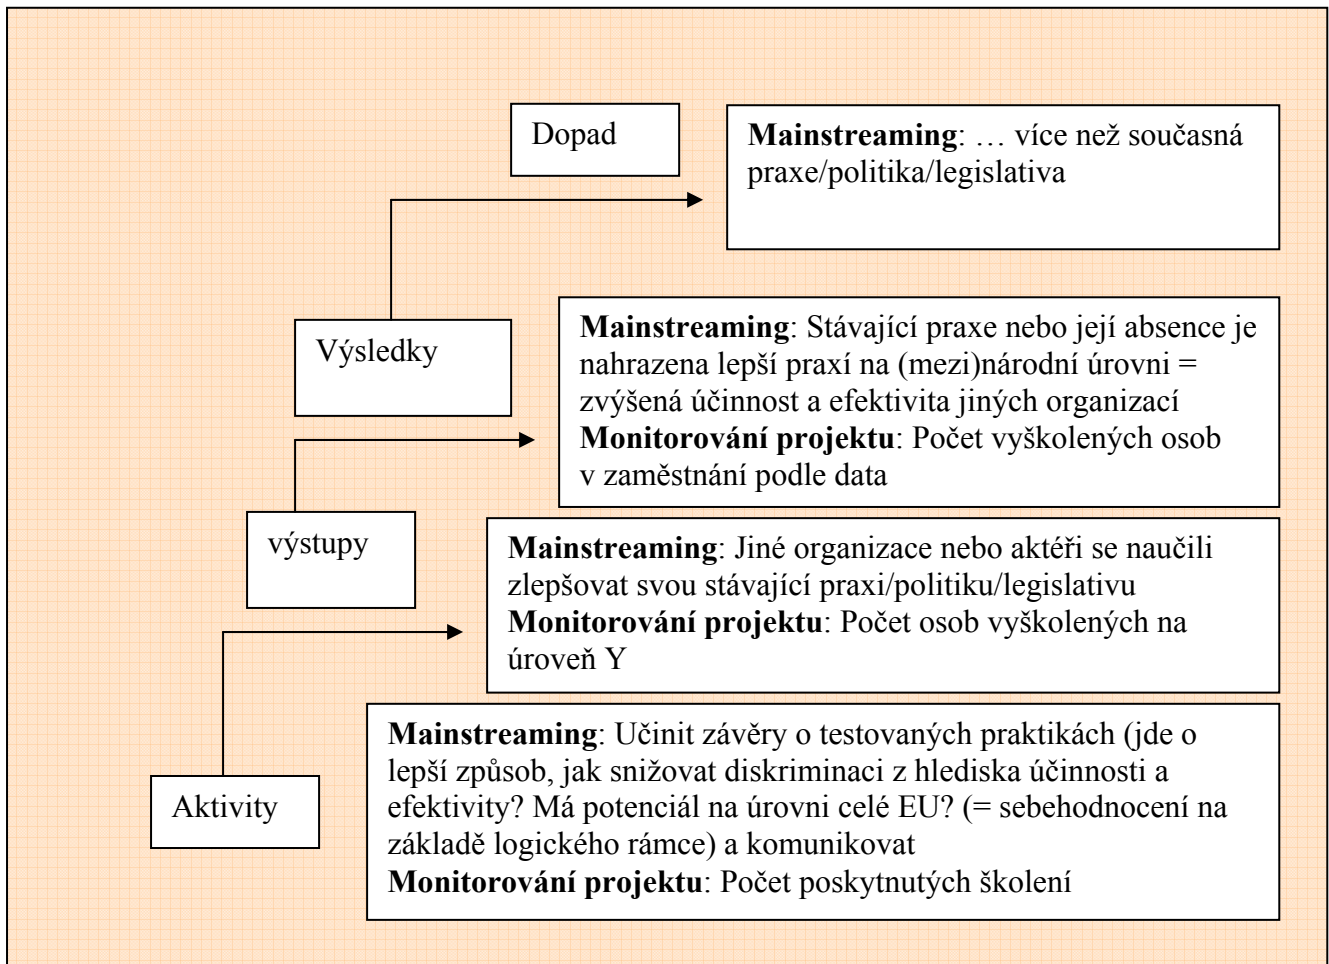 Dopad
Mainstreaming: … více než současná
praxe/politika/legislativa
Výsledky
Mainstreaming: Stávající praxe nebo její absence je
nahrazena lepší praxí na (mezi)národní úrovni =
zvýšená účinnost a efektivita jiných organizací
Monitorování projektu: Počet vyškolených osob
v zaměstnání podle data
výstupy
Mainstreaming: Jiné organizace nebo aktéři se naučili
zlepšovat svou stávající praxi/politiku/legislativu
Monitorování projektu: Počet osob vyškolených na
úroveň Y
Aktivity
Mainstreaming: Učinit závěry o testovaných praktikách (jde o
lepší způsob, jak snižovat diskriminaci z hlediska účinnosti a
efektivity? Má potenciál na úrovni celé EU? (= sebehodnocení na
základě logického rámce) a komunikovat
Monitorování projektu: Počet poskytnutých školení